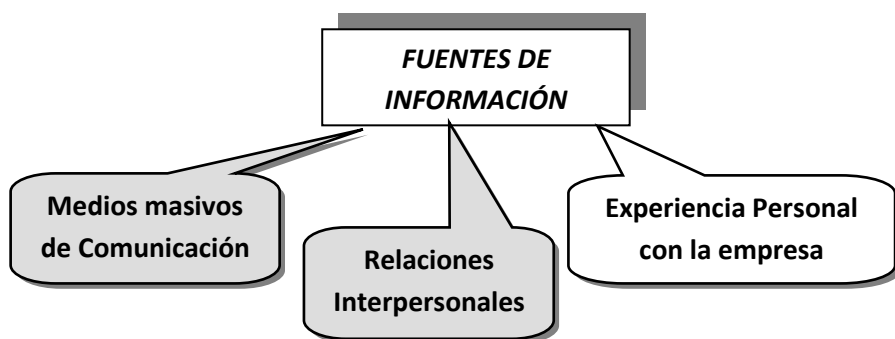 FUENTES DE
INFORMACIÓN
Medios masivos
de Comunicación
Relaciones
Interpersonales
Experiencia Personal
con la empresa